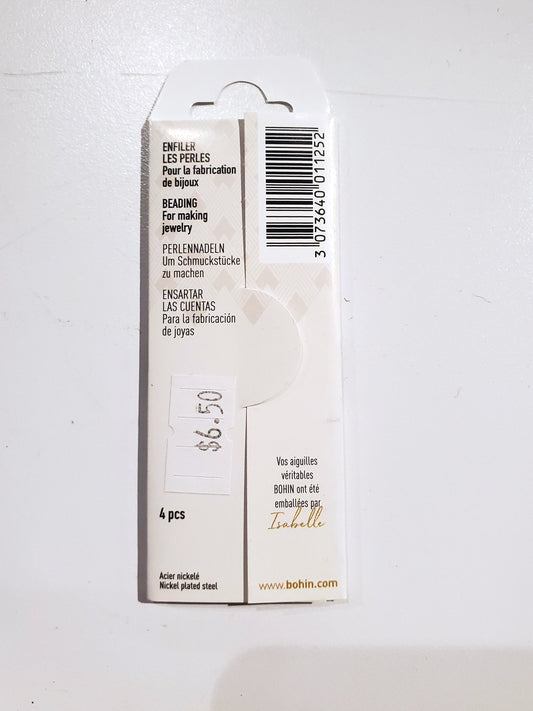 ENFILER
LES PERLES
Pour la fabrication
de bijoux
BEADING
For making
jewelry
PERLENNADELN
Um Schmuckstücke
zu machen
ENSARTAR
LAS CUENTAS
Para la fabricación
de joyas
$6.50
4 pcs
Acier nickelé
Nickel plated steel
3 073640 011252
Vos aiguilles
véritables
BOHIN ont été
emballées par
Isabelle
www.bohin.com